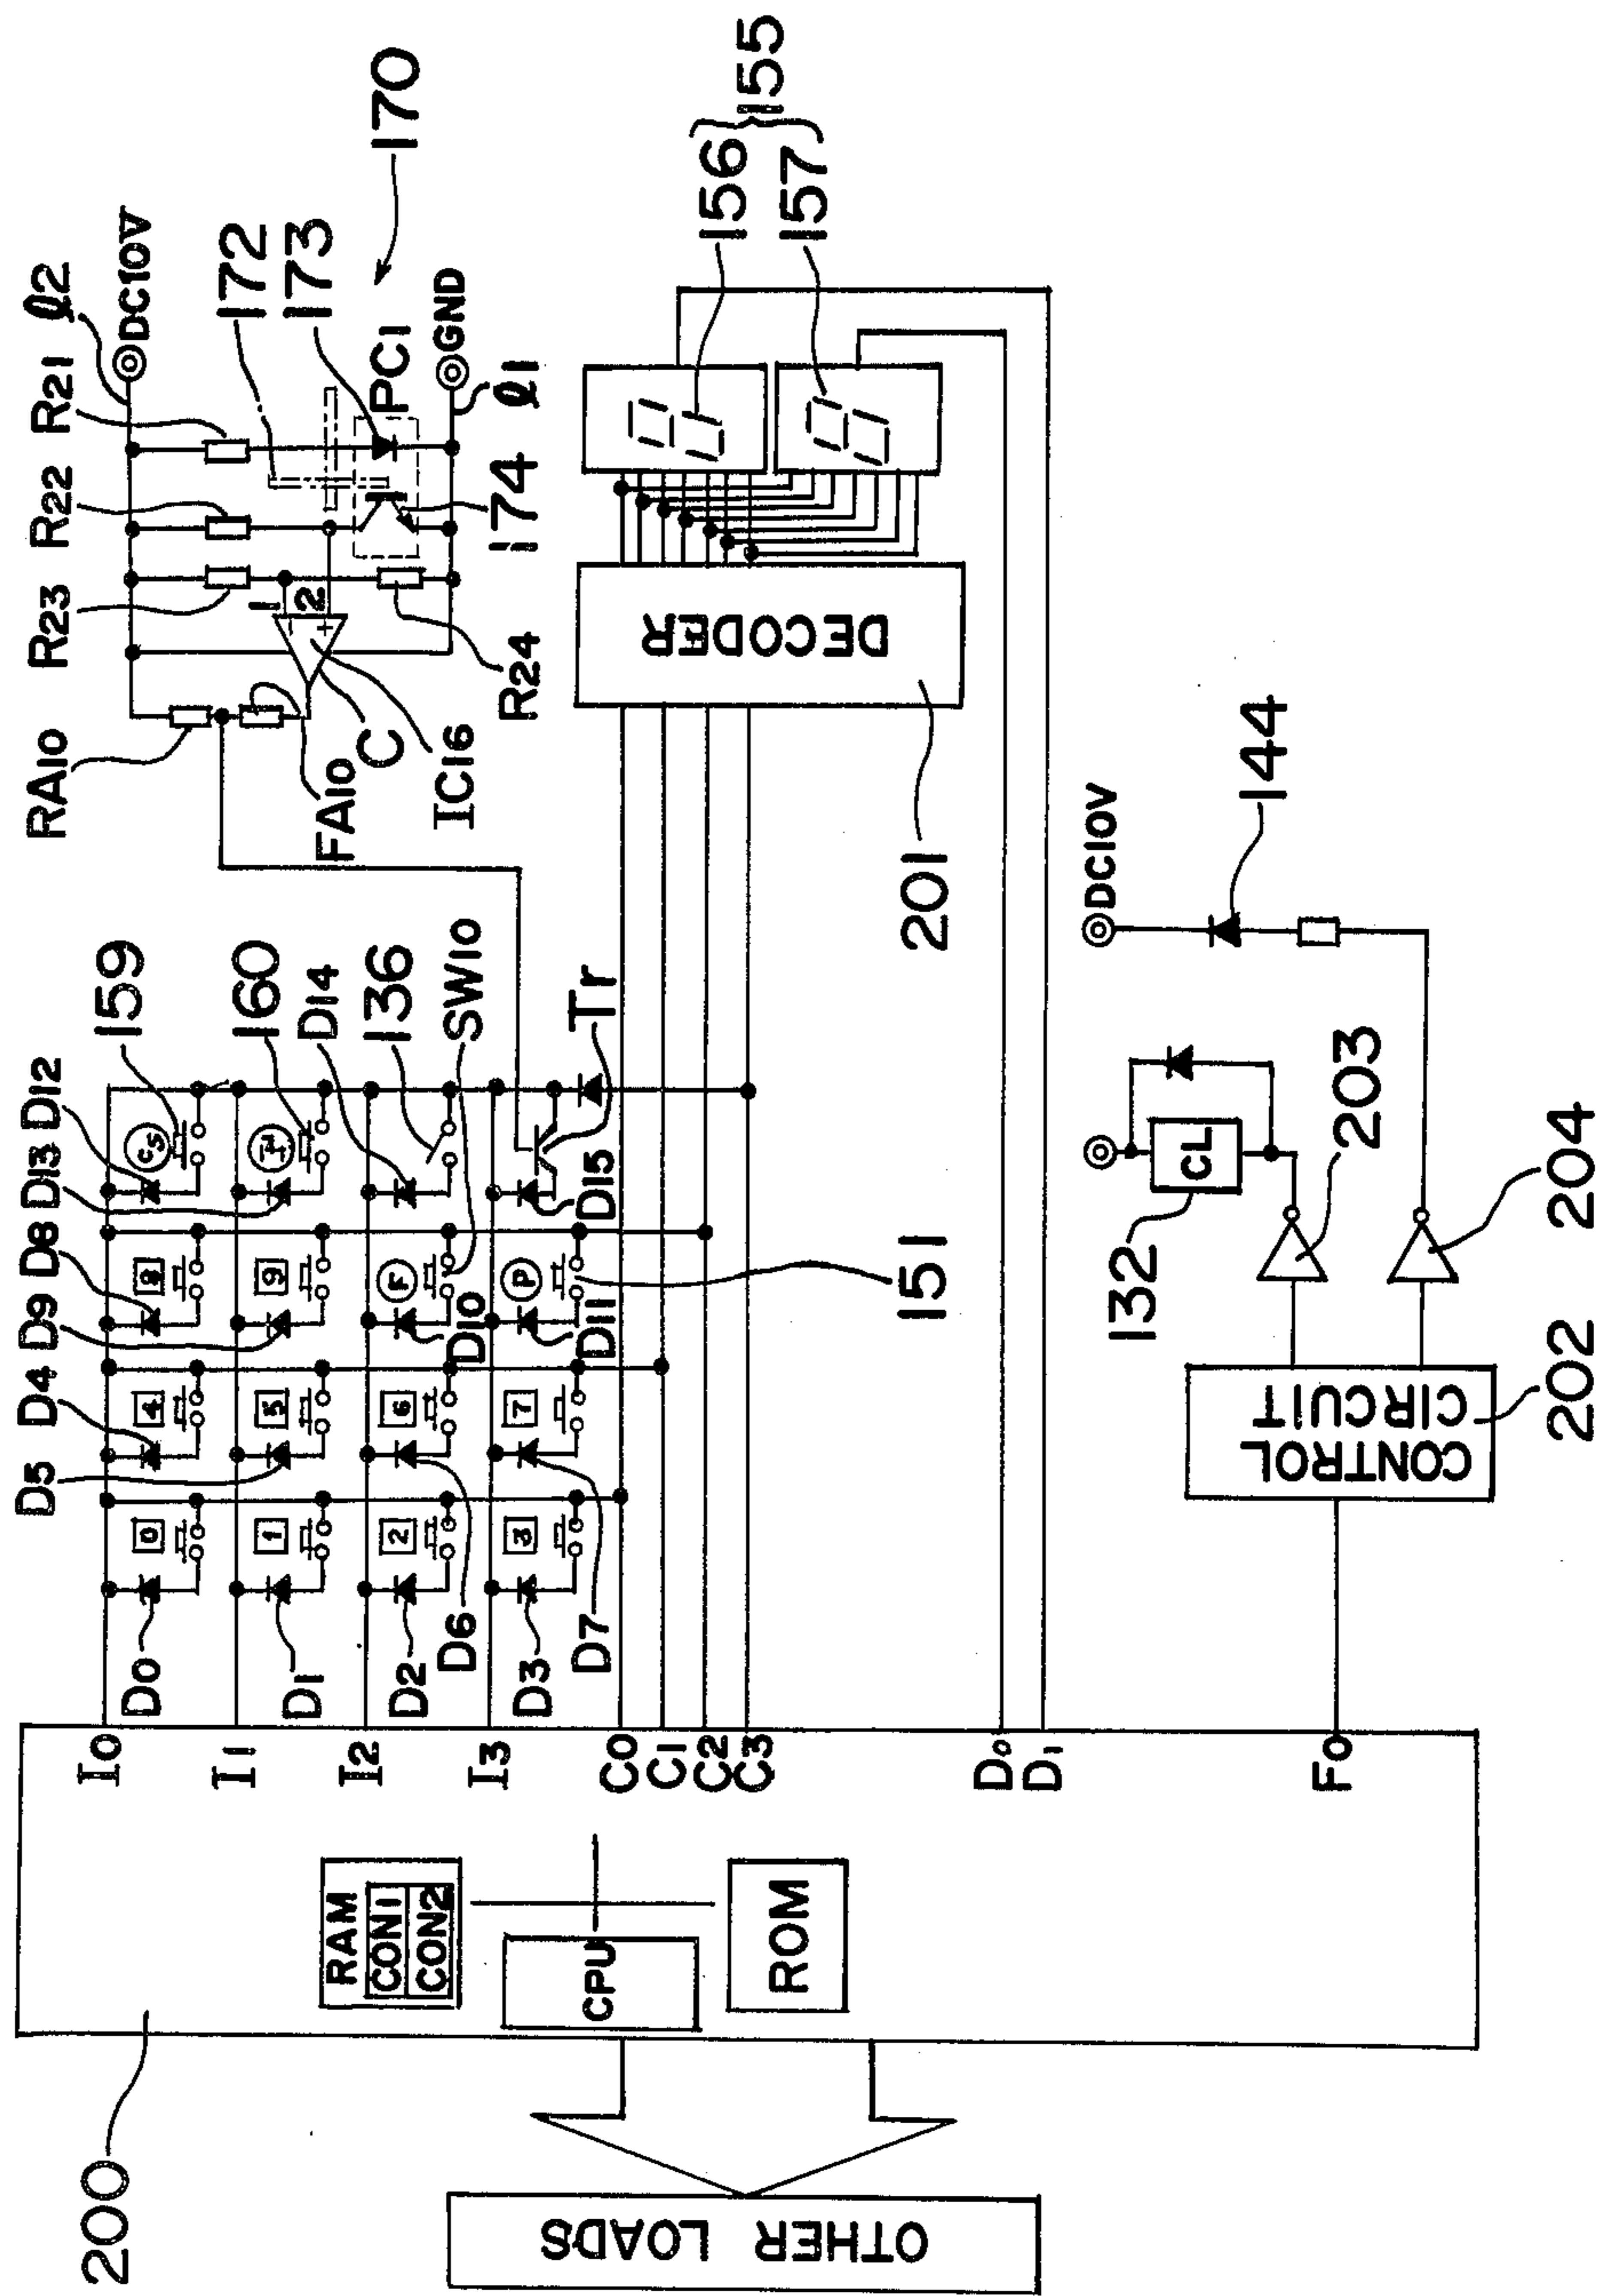 200
OTHER LOADS
RAM
CON1
CON2
CPU
ROM
I0
I1
I2
I3
C0
C1
C2
C3
D0
D1
F0
D0
D1
D2
D6
D3
D7
D5
D4
D9
D8
D13
D12
159
160
D14
136
SW10
Tr
D10
D11
D15
151
0
1
2
3
4
5
6
7
8
9
F
P
CS
RA10
R23
R22
R21
ℓ2
DC10V
172
173
170
PC1
GND
ℓ1
174
R24
1
2
-
+
FA10
C
IC16
DECODER
201
156
157
155
CONTROL
CIRCUIT
202
132
CL
203
204
DC10V
144